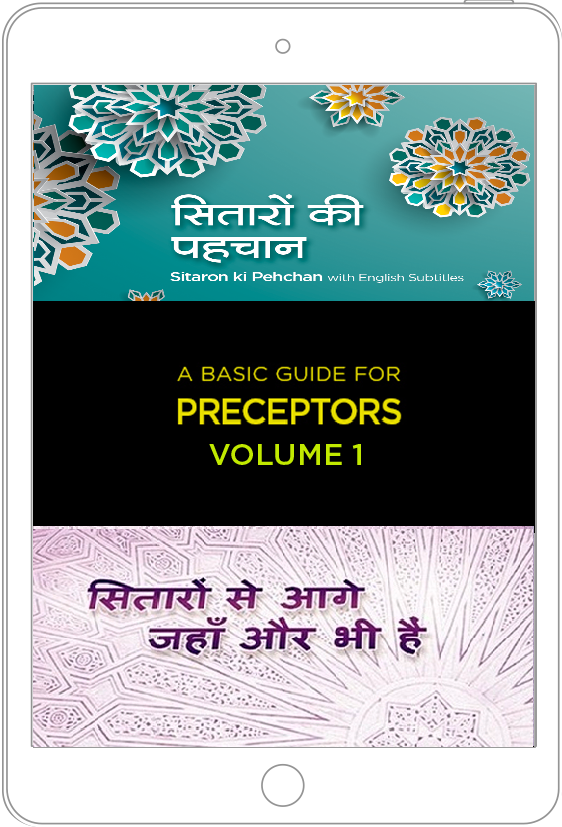 सितारों की
पहचान
Sitaron ki Pehchan with English Subtitles
A BASIC GUIDE FOR
PRECEPTORS
VOLUME 1
सितारों से आगे
जहाँ और भी है